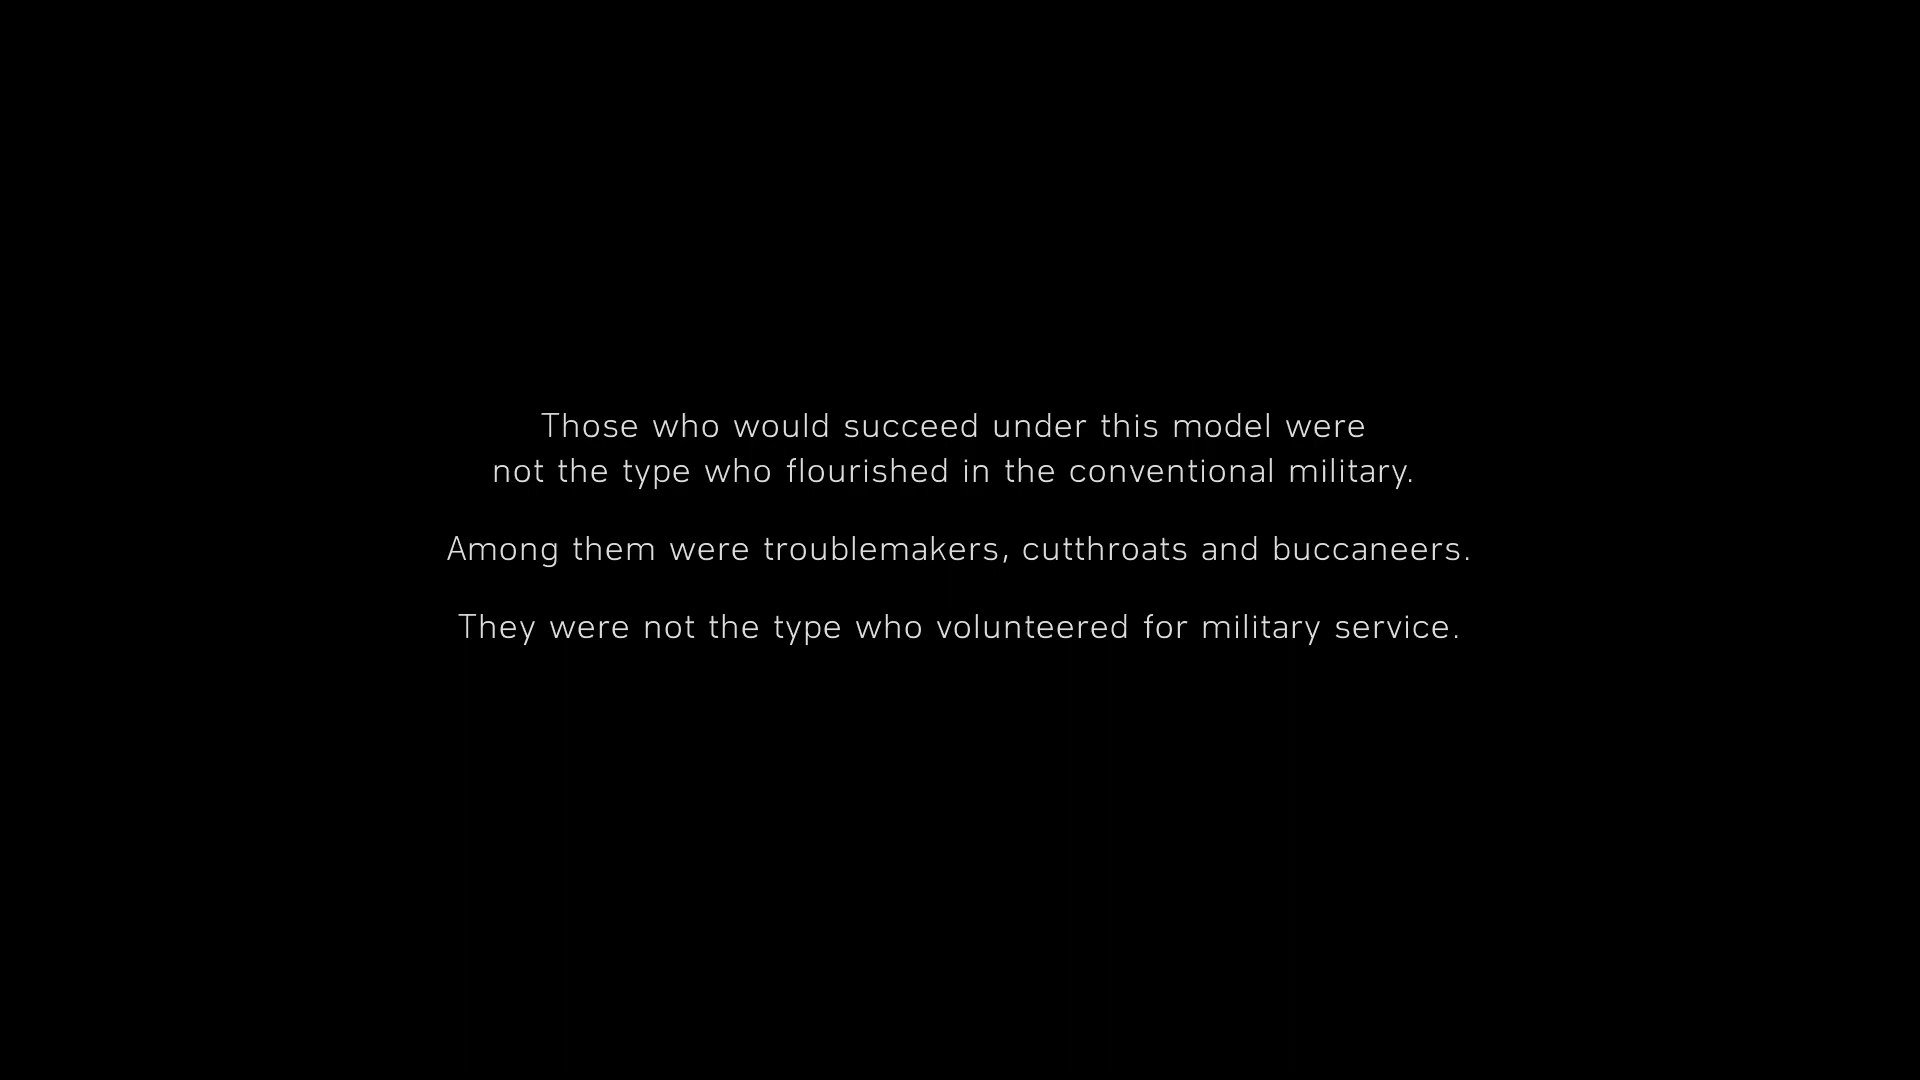 Those who would succeed under this model were
not the type who flourished in the conventional military.
Among them were troublemakers, cutthroats and buccaneers.
They were not the type who volunteered for military service.